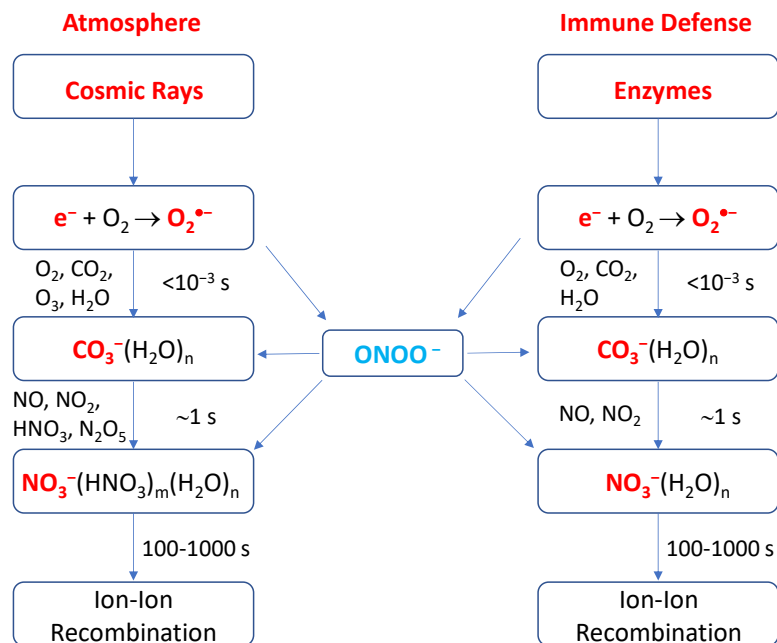 Atmosphere
Cosmic Rays
e⁻ + O₂ → O₂•⁻
O₂, CO₂,
O₃, H₂O
<10⁻³ s
CO₃⁻(H₂O)ₙ
NO, NO₂,
HNO₃, N₂O₅
~1 s
NO₃⁻(HNO₃)ₘ(H₂O)ₙ
100-1000 s
Ion-Ion
Recombination
ONOO⁻
Immune Defense
Enzymes
e⁻ + O₂ → O₂•⁻
O₂, CO₂,
H₂O
<10⁻³ s
CO₃⁻(H₂O)ₙ
NO, NO₂
~1 s
NO₃⁻(H₂O)ₙ
100-1000 s
Ion-Ion
Recombination